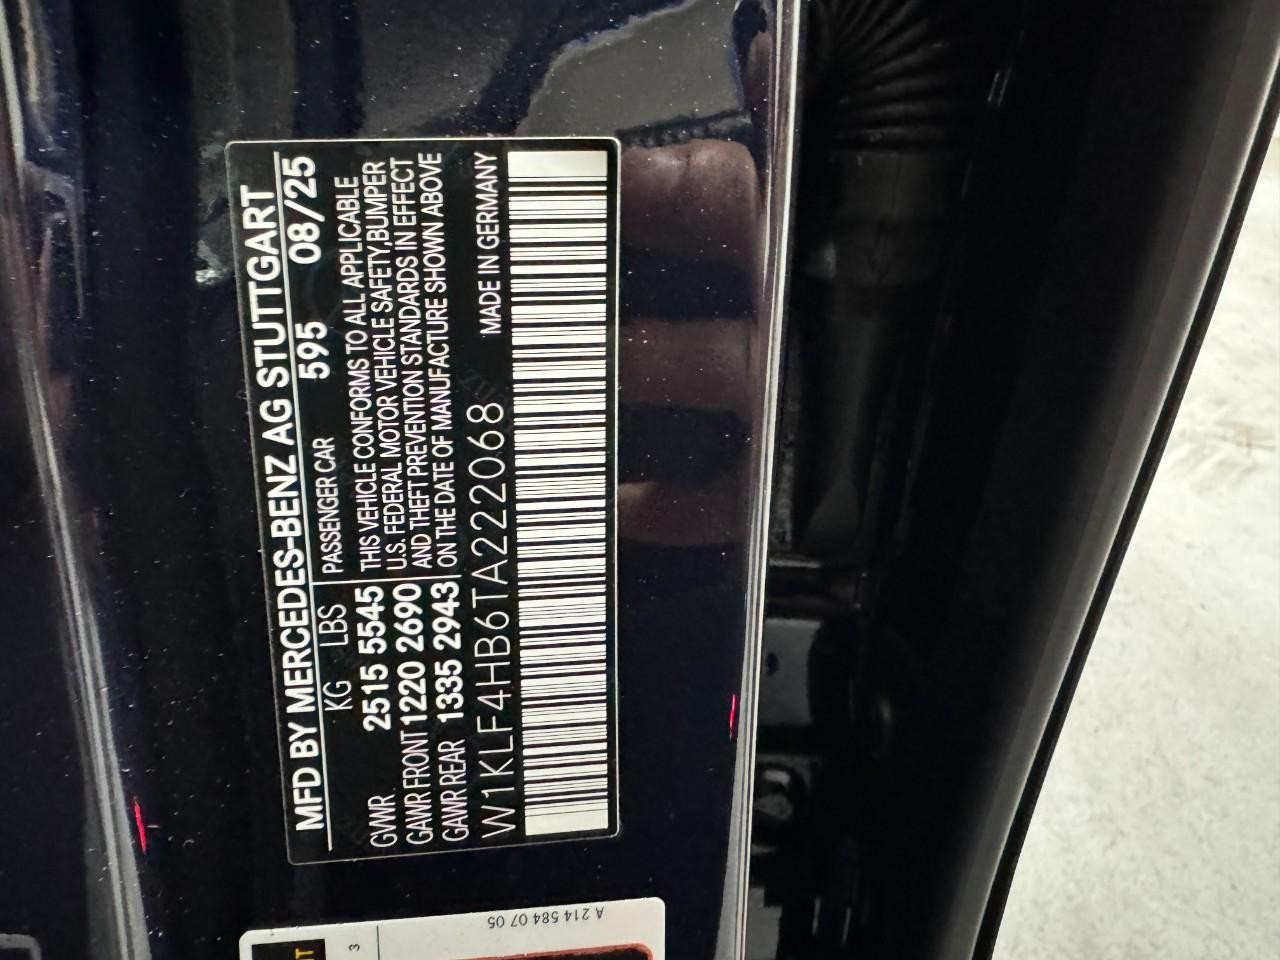 MFD BY MERCEDES-BENZ AG STUTTGART
KG LBS
PASSENGER CAR 595 08/25
GVWR 2515 5545
GAWR FRONT 1220 2690
GAWR REAR 1335 2943
THIS VEHICLE CONFORMS TO ALL APPLICABLE
U.S. FEDERAL MOTOR VEHICLE SAFETY,BUMPER
AND THEFT PREVENTION STANDARDS IN EFFECT
ON THE DATE OF MANUFACTURE SHOWN ABOVE
W1KLF4HB6TA222068 MADE IN GERMANY
A 214 584 07 05
3